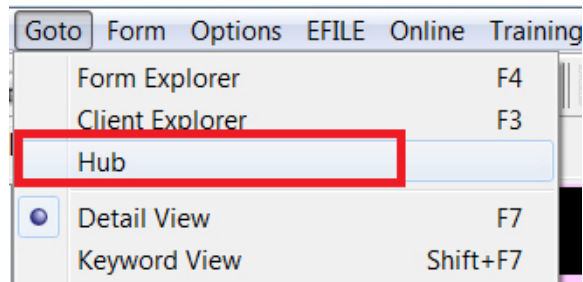 Goto Form Options EFILE Online Training
Form Explorer F4
Client Explorer F3
Hub
Detail View F7
Keyword View Shift+F7